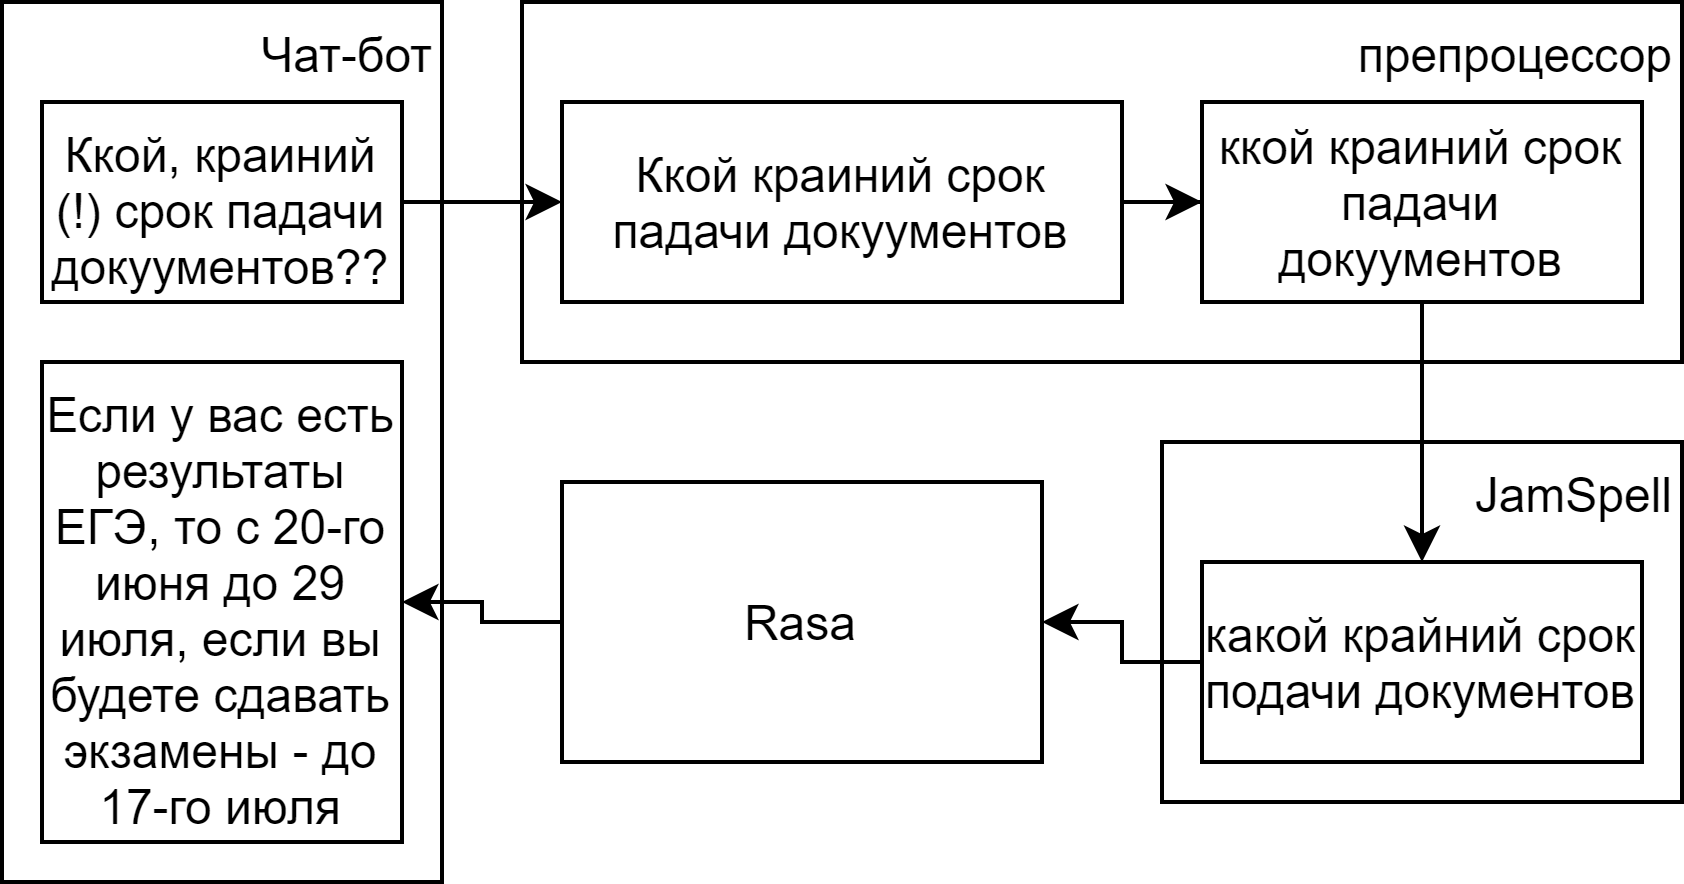 Чат-бот
Ккой, краиний
(!) срок падачи
докуументов??
препроцессор
Ккой краиний срок
падачи докуументов
ккой краиний срок
падачи
докуументов
JamSpell
какой крайний срок
подачи документов
Rasa
Если у вас есть
результаты
ЕГЭ, то с 20-го
июня до 29
июля, если вы
будете сдавать
экзамены - до
17-го июля